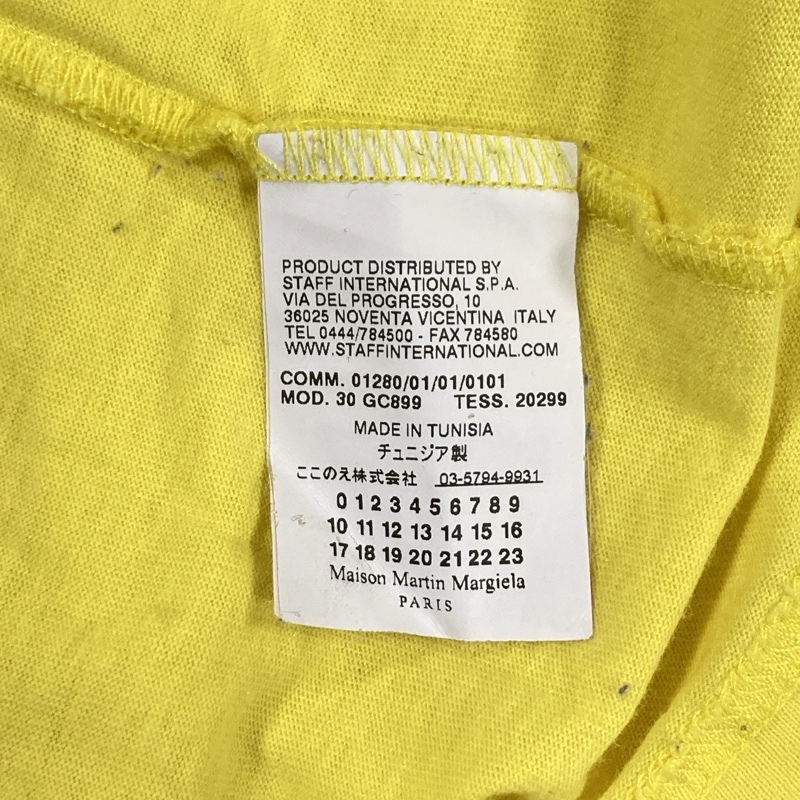 PRODUCT DISTRIBUTED BY
STAFF INTERNATIONAL S.P.A.
VIA DEL PROGRESSO, 10
36025 NOVENTA VICENTINA ITALY
TEL 0444/784500 - FAX 784580
WWW.STAFFINTERNATIONAL.COM
COMM. 01280/01/01/0101
MOD. 30 GC899 TESS. 20299
MADE IN TUNISIA
チュニジア製
ここのえ株式会社 03-5794-9931
0 1 2 3 4 5 6 7 8 9
10 11 12 13 14 15 16
17 18 19 20 21 22 23
Maison Martin Margiela
PARIS